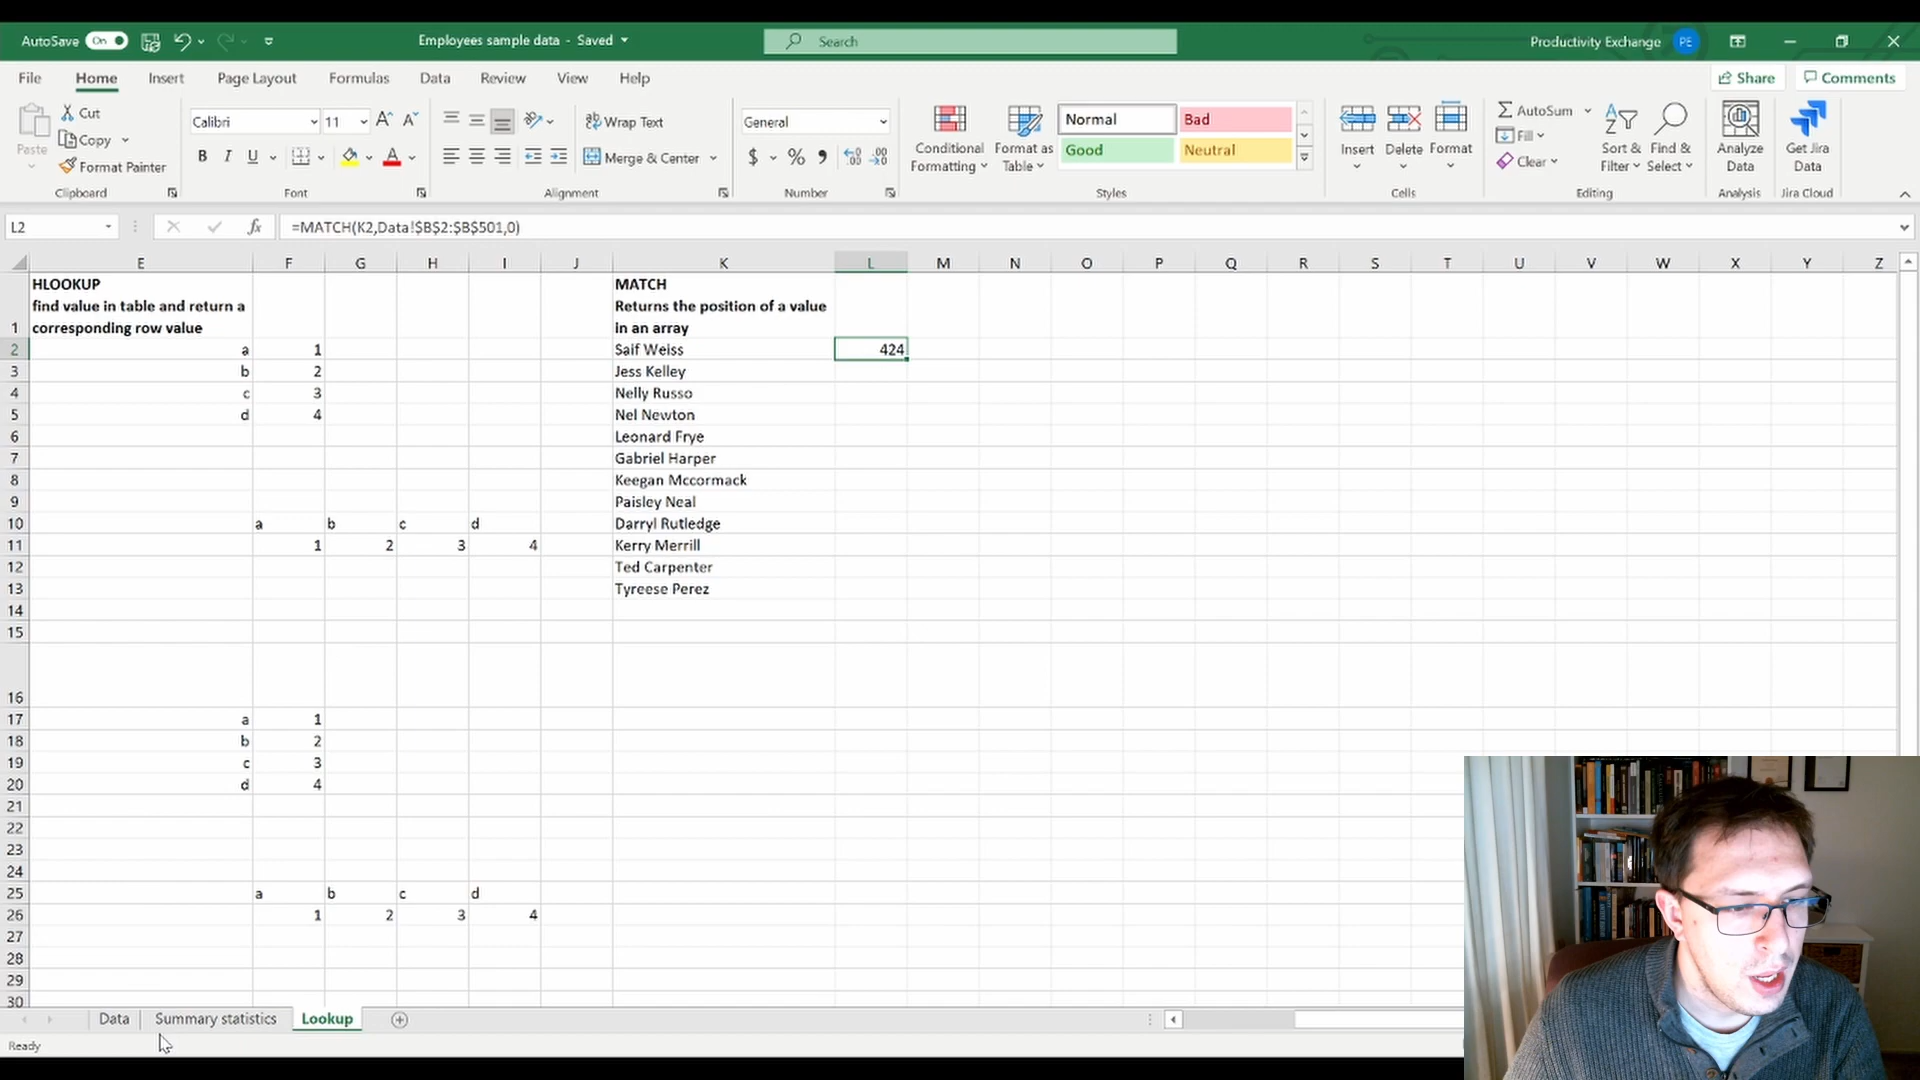 AutoSave On Employees sample data - Saved Search Productivity Exchange PE
File Home Insert Page Layout Formulas Data Review View Help Share Comments
Paste Cut Copy Format Painter Clipboard
Calibri 11 A A B I U A Font
Wrap Text Merge & Center Alignment
General $ % Number
Conditional Formatting Format as Table Normal Bad Good Neutral Styles
Insert Delete Format Cells
AutoSum Fill Clear Sort & Filter Find & Select Editing
Analyze Data Analysis
Get Jira Data Jira Cloud
L2 fx =MATCH(K2,Data!$B$2:$B$501,0)
E F G H I J K L M N O P Q R S T U V W X Y Z
HLOOKUP MATCH
find value in table and return a Returns the position of a value
1 corresponding row value in an array
2 a 1 Saif Weiss 424
3 b 2 Jess Kelley
4 c 3 Nelly Russo
5 d 4 Nel Newton
6 Leonard Frye
7 Gabriel Harper
8 Keegan Mccormack
9 Paisley Neal
10 a b c d Darryl Rutledge
11 1 2 3 4 Kerry Merrill
12 Ted Carpenter
13 Tyreese Perez
14
15
16
17 a 1
18 b 2
19 c 3
20 d 4
21
22
23
24
25 a b c d
26 1 2 3 4
27
28
29
30
Data Summary statistics Lookup
Ready